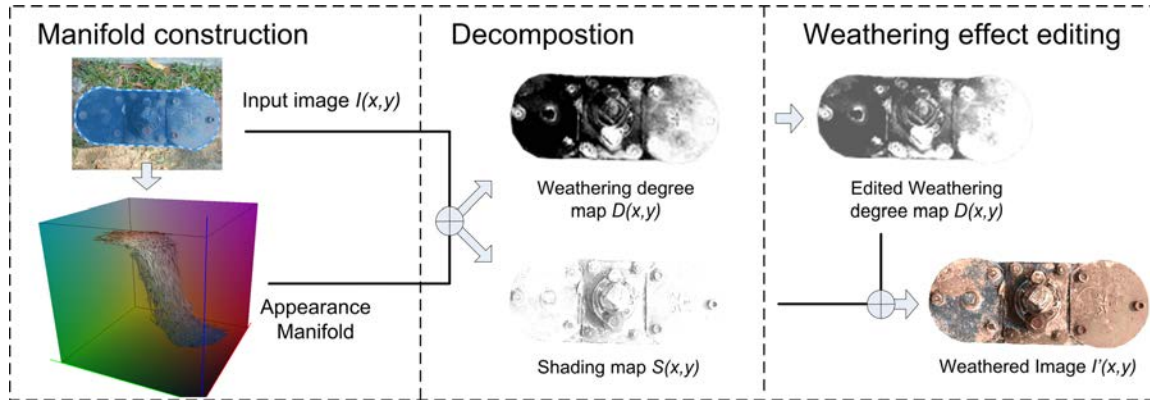 Manifold construction
Input image I(x,y)
Appearance
Manifold
Decompostion
Weathering degree
map D(x,y)
Shading map S(x,y)
Weathering effect editing
Edited Weathering
degree map D(x,y)
Weathered Image I'(x,y)